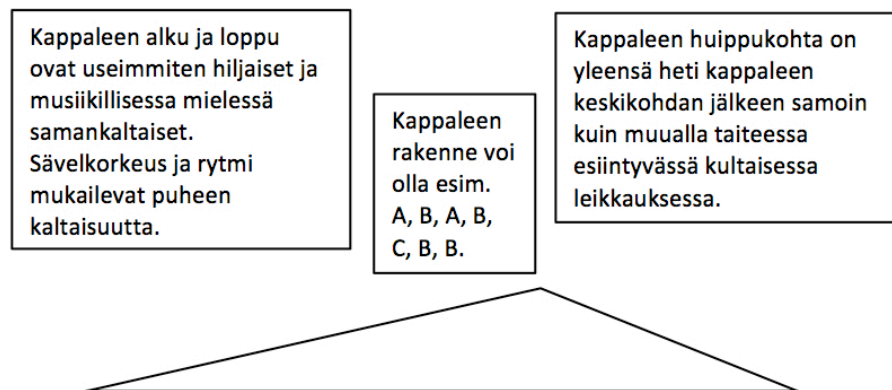 Kappaleen alku ja loppu
ovat useimmiten hiljaiset ja
musiikillisessa mielessä
samankaltaiset.
Sävelkorkeus ja rytmi
mukailevat puheen
kaltaisuutta.
Kappaleen
rakenne voi
olla esim.
A, B, A, B,
C, B, B.
Kappaleen huippukohta on
yleensä heti kappaleen
keskikohdan jälkeen samoin
kuin muualla taiteessa
esiintyvässä kultaisessa
leikkauksessa.